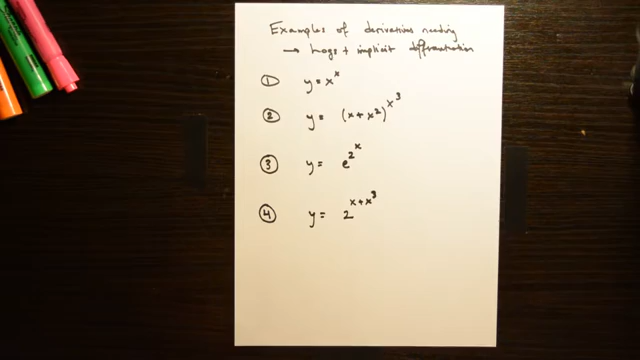 Examples of derivatives needing
→ Logs + implicit differentiation
① y = x^x
② y = (x + x²)^x³
③ y = e^2^x
④ y = 2^x + x³